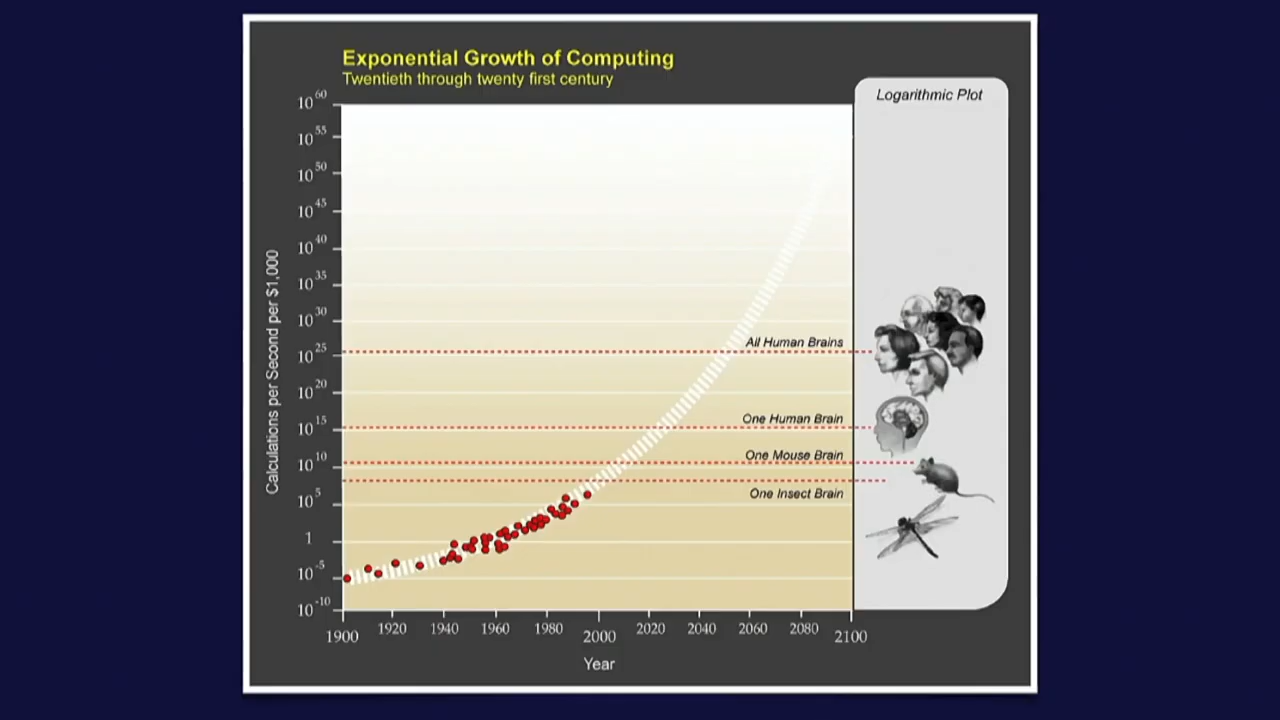 Exponential Growth of Computing
Twentieth through twenty first century
Logarithmic Plot
10^60
10^55
10^50
10^45
10^40
10^35
10^30
10^25
10^20
10^15
10^10
10^5
1
10^-5
10^-10
Calculations per Second per $1,000
All Human Brains
One Human Brain
One Mouse Brain
One Insect Brain
1900 1920 1940 1960 1980 2000 2020 2040 2060 2080 2100
Year